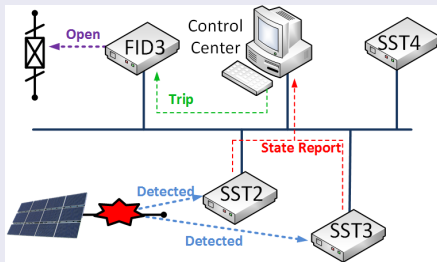 FID3
Control
Center
SST4
Open
Trip
State Report
Detected
SST2
Detected
SST3